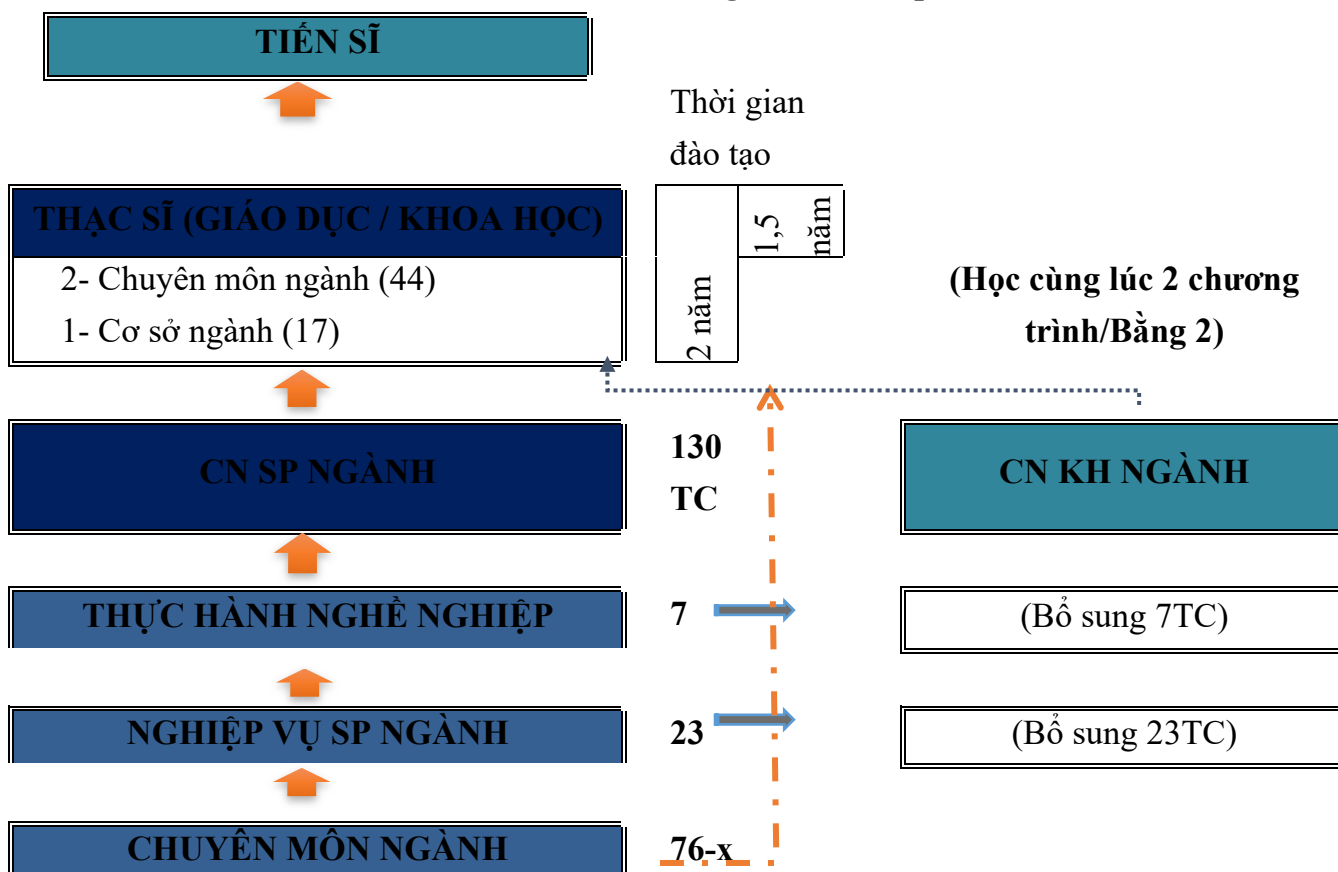 TIẾN SĨ
Thời gian
đào tạo
THẠC SĨ (GIÁO DỤC / KHOA HỌC)
2- Chuyên môn ngành (44)
1- Cơ sở ngành (17)
2 năm
1,5
năm
(Học cùng lúc 2 chương
trình/Bằng 2)
CN SP NGÀNH
130
TC
CN KH NGÀNH
THỰC HÀNH NGHỀ NGHIỆP
7
(Bổ sung 7TC)
NGHIỆP VỤ SP NGÀNH
23
(Bổ sung 23TC)
CHUYÊN MÔN NGÀNH
76-x